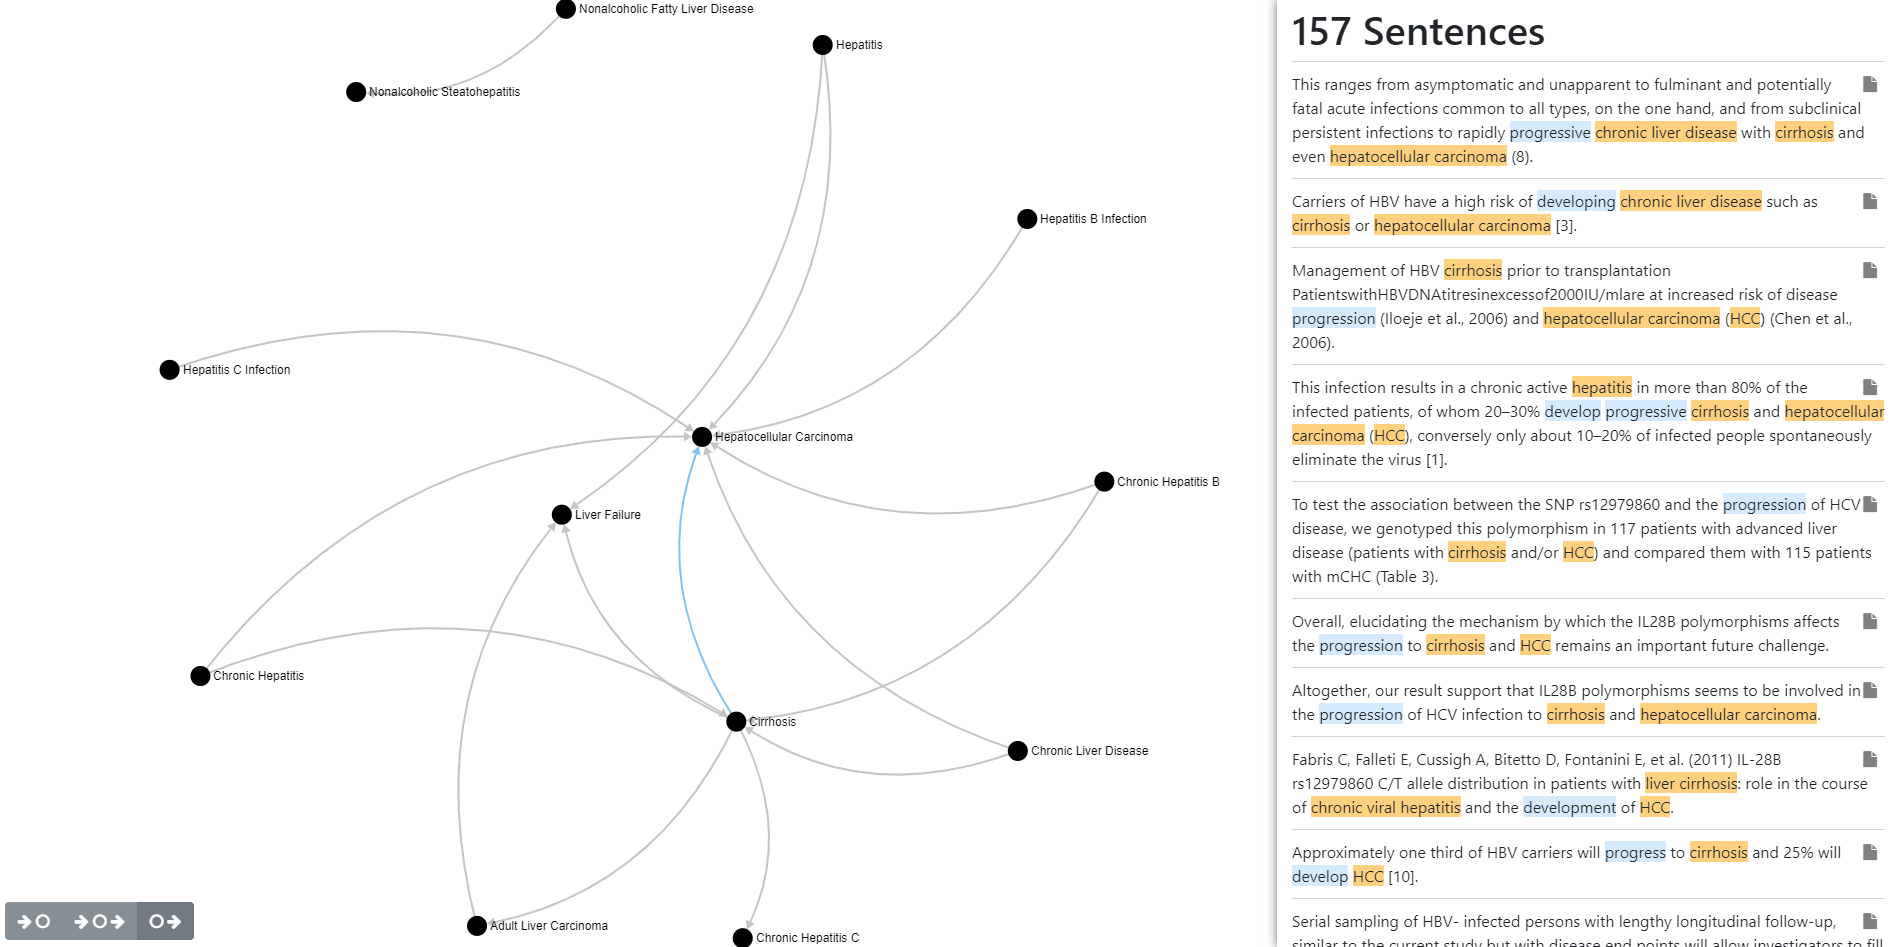 Nonalcoholic Fatty Liver Disease
Hepatitis
Nonalcoholic Steatohepatitis
Hepatitis B Infection
Hepatitis C Infection
Hepatocellular Carcinoma
Chronic Hepatitis B
Liver Failure
Chronic Hepatitis
Cirrhosis
Chronic Liver Disease
Adult Liver Carcinoma
Chronic Hepatitis C
157 Sentences
This ranges from asymptomatic and unapparent to fulminant and potentially
fatal acute infections common to all types, on the one hand, and from subclinical
persistent infections to rapidly progressive chronic liver disease with cirrhosis and
even hepatocellular carcinoma (8).
Carriers of HBV have a high risk of developing chronic liver disease such as
cirrhosis or hepatocellular carcinoma [3].
Management of HBV cirrhosis prior to transplantation
PatientswithHBVDNAtitresinexcessof2000IU/mlare at increased risk of disease
progression (Iloeje et al., 2006) and hepatocellular carcinoma (HCC) (Chen et al.,
2006).
This infection results in a chronic active hepatitis in more than 80% of the
infected patients, of whom 20–30% develop progressive cirrhosis and hepatocellular
carcinoma (HCC), conversely only about 10–20% of infected people spontaneously
eliminate the virus [1].
To test the association between the SNP rs12979860 and the progression of HCV
disease, we genotyped this polymorphism in 117 patients with advanced liver
disease (patients with cirrhosis and/or HCC) and compared them with 115 patients
with mCHC (Table 3).
Overall, elucidating the mechanism by which the IL28B polymorphisms affects
the progression to cirrhosis and HCC remains an important future challenge.
Altogether, our result support that IL28B polymorphisms seems to be involved in
the progression of HCV infection to cirrhosis and hepatocellular carcinoma.
Fabris C, Falleti E, Cussigh A, Bitetto D, Fontanini E, et al. (2011) IL-28B
rs12979860 C/T allele distribution in patients with liver cirrhosis: role in the course
of chronic viral hepatitis and the development of HCC.
Approximately one third of HBV carriers will progress to cirrhosis and 25% will
develop HCC [10].
Serial sampling of HBV- infected persons with lengthy longitudinal follow-up,
similar to the current study but with disease end points will allow investigators to fill